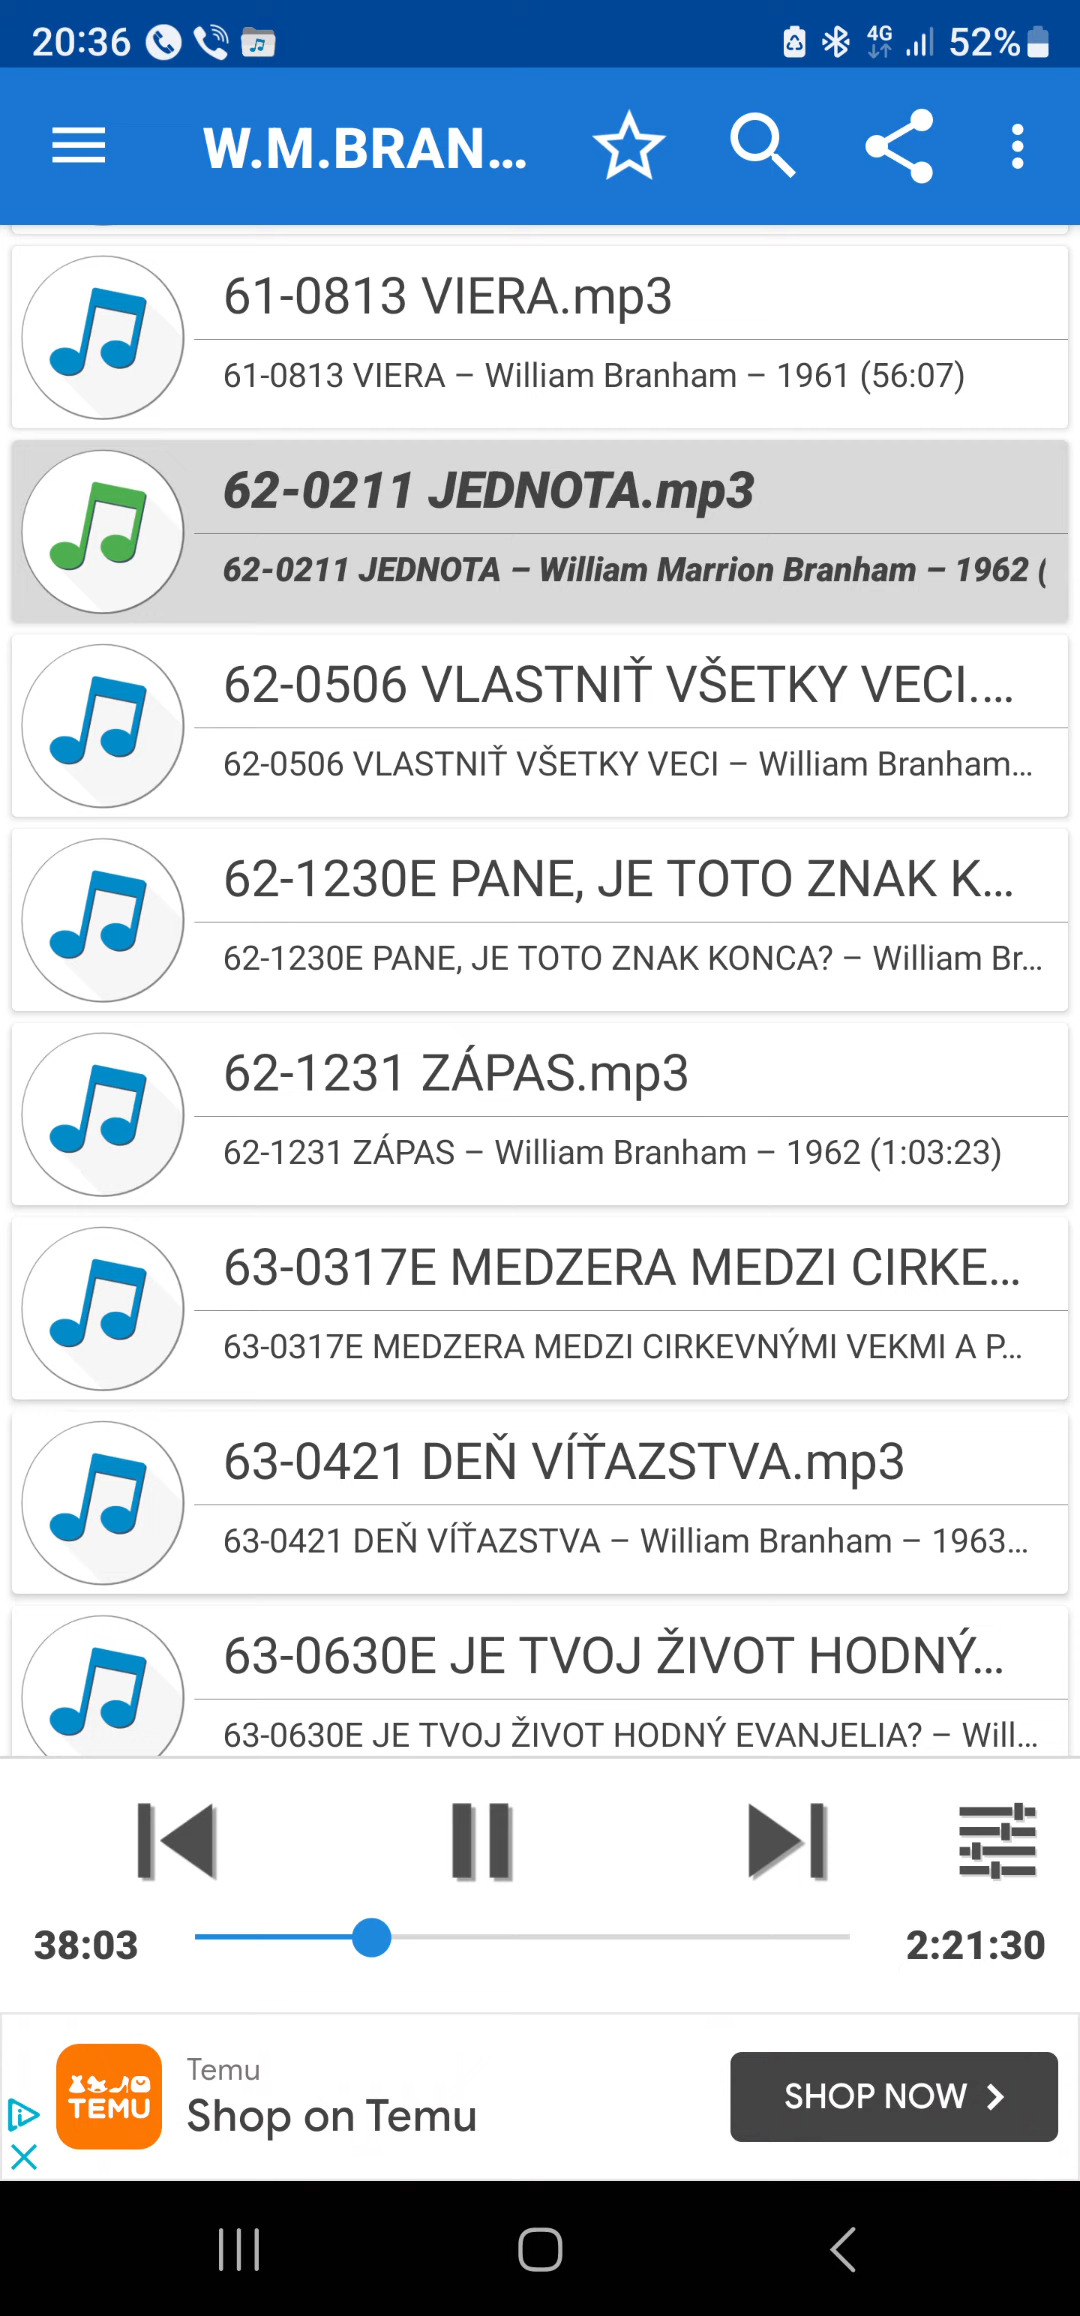 20:36
4G
52%
W.M.BRAN...
61-0813 VIERA.mp3
61-0813 VIERA – William Branham – 1961 (56:07)
62-0211 JEDNOTA.mp3
62-0211 JEDNOTA – William Marrion Branham – 1962 (
62-0506 VLASTNIŤ VŠETKY VECI....
62-0506 VLASTNIŤ VŠETKY VECI – William Branham...
62-1230E PANE, JE TOTO ZNAK K...
62-1230E PANE, JE TOTO ZNAK KONCA? – William Br...
62-1231 ZÁPAS.mp3
62-1231 ZÁPAS – William Branham – 1962 (1:03:23)
63-0317E MEDZERA MEDZI CIRKE...
63-0317E MEDZERA MEDZI CIRKEVNÝMI VEKMI A P...
63-0421 DEŇ VÍŤAZSTVA.mp3
63-0421 DEŇ VÍŤAZSTVA – William Branham – 1963...
63-0630E JE TVOJ ŽIVOT HODNÝ...
63-0630E JE TVOJ ŽIVOT HODNÝ EVANJELIA? – Will...
38:03
2:21:30
TEMU
Temu
Shop on Temu
SHOP NOW